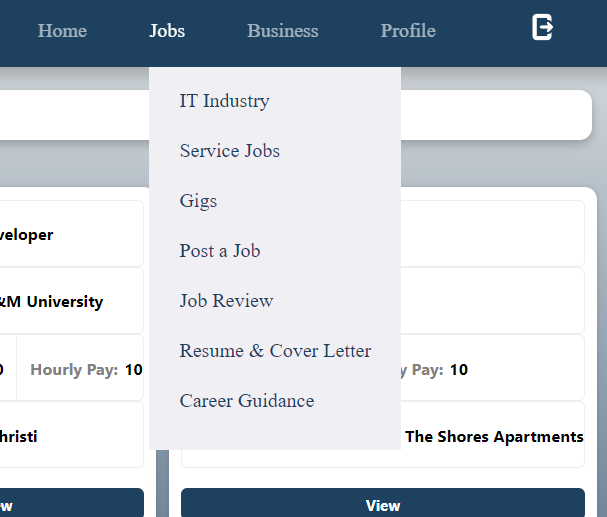 Home Jobs Business Profile
IT Industry
Service Jobs
Gigs
Post a Job
Job Review
Resume & Cover Letter
Career Guidance
veloper
&M University
0 Hourly Pay: 10
hristi
ew
y Pay: 10
The Shores Apartments
View